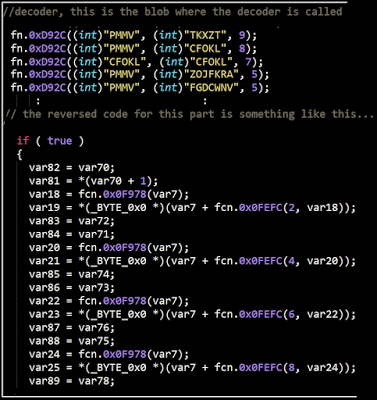 //decoder, this is the blob where the decoder is called
fn.0xD92C((int)"PMMV", (int)"TKXZT", 9);
fn.0xD92C((int)"PMMV", (int)"CFOKL", 8);
fn.0xD92C((int)"CFOKL", (int)"CFOKL", 7);
fn.0xD92C((int)"PMMV", (int)"ZOJFKRA", 5);
fn.0xD92C((int)"PMMV", (int)"FGDCWNV", 5);
: :
// the reversed code for this part is something like this...
if ( true )
{
var82 = var70;
var81 = *(var70 + 1);
var18 = fcn.0x0F978(var7);
var19 = *(_BYTE_0x0 *)(var7 + fcn.0x0FEFC(2, var18));
var83 = var72;
var84 = var71;
var20 = fcn.0x0F978(var7);
var21 = *(_BYTE_0x0 *)(var7 + fcn.0x0FEFC(4, var20));
var85 = var74;
var86 = var73;
var22 = fcn.0x0F978(var7);
var23 = *(_BYTE_0x0 *)(var7 + fcn.0x0FEFC(6, var22));
var87 = var76;
var88 = var75;
var24 = fcn.0x0F978(var7);
var25 = *(_BYTE_0x0 *)(var7 + fcn.0x0FEFC(8, var24));
var89 = var78;